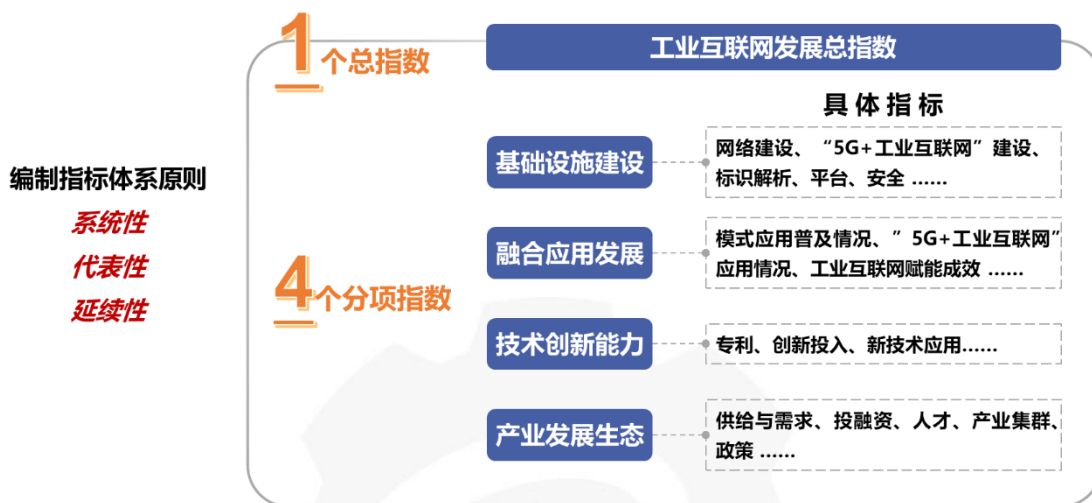 1个总指数
工业互联网发展总指数
具体指标
编制指标体系原则
系统性
代表性
延续性
4个分项指数
基础设施建设
网络建设、“5G+工业互联网”建设、
标识解析、平台、安全 ......
融合应用发展
模式应用普及情况、”5G+工业互联网”
应用情况、工业互联网赋能成效 ......
技术创新能力
专利、创新投入、新技术应用......
产业发展生态
供给与需求、投融资、人才、产业集群、
政策 ......